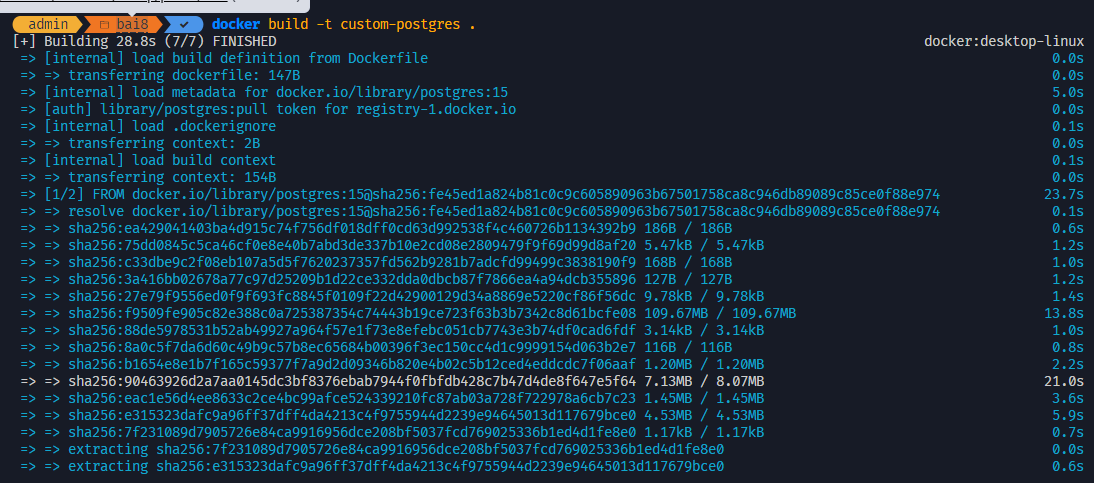 admin bai8 ✓ docker build -t custom-postgres .
[+] Building 28.8s (7/7) FINISHED docker:desktop-linux
=> [internal] load build definition from Dockerfile 0.0s
=> => transferring dockerfile: 147B 0.0s
=> [internal] load metadata for docker.io/library/postgres:15 5.0s
=> [auth] library/postgres:pull token for registry-1.docker.io 0.0s
=> [internal] load .dockerignore 0.1s
=> => transferring context: 2B 0.0s
=> [internal] load build context 0.1s
=> => transferring context: 154B 0.0s
=> [1/2] FROM docker.io/library/postgres:15@sha256:fe45ed1a824b81c0c9c605890963b67501758ca8c946db89089c85ce0f88e974 23.7s
=> => resolve docker.io/library/postgres:15@sha256:fe45ed1a824b81c0c9c605890963b67501758ca8c946db89089c85ce0f88e974 0.1s
=> => sha256:ea429041403ba4d915c74f756df018dff0cd63d992538f4c460726b1134392b9 186B / 186B 0.6s
=> => sha256:75dd0845c5ca46cf0e8e40b7abd3de337b10e2cd08e2809479f9f69d99d8af20 5.47kB / 5.47kB 1.2s
=> => sha256:c33dbe9c2f08eb107a5d5f7620237357fd562b9281b7adcfd99499c3838190f9 168B / 168B 1.0s
=> => sha256:3a416bb02678a77c97d25209b1d22ce332dda0dbcb87f7866ea4a94dcb355896 127B / 127B 1.2s
=> => sha256:27e79f9556ed0f9f693fc8845f0109f22d42900129d34a8869e5220cf86f56dc 9.78kB / 9.78kB 1.4s
=> => sha256:f9509fe905c82e388c0a725387354c74443b19ce723f63b3b7342c8d61bcfe08 109.67MB / 109.67MB 13.8s
=> => sha256:88de5978531b52ab49927a964f57e1f73e8efebc051cb7743e3b74df0cad6fdf 3.14kB / 3.14kB 1.0s
=> => sha256:8a0c5f7da6d60c49b9c57b8ec65684b00396f3ec150cc4d1c9999154d063b2e7 116B / 116B 0.8s
=> => sha256:b1654e8e1b7f165c59377f7a9d2d09346b820e4b02c5b12ced4eddcdc7f06aaf 1.20MB / 1.20MB 2.2s
=> => sha256:90463926d2a7aa0145dc3bf8376ebab7944f0fbfdb428c7b47d4de8f647e5f64 7.13MB / 8.07MB 21.0s
=> => sha256:eac1e56d4ee8633c2ce4bc99afce524339210fc87ab03a728f722978a6cb7c23 1.45MB / 1.45MB 3.6s
=> => sha256:e315323dafc9a96ff37dff4da4213c4f9755944d2239e94645013d117679bce0 4.53MB / 4.53MB 5.9s
=> => sha256:7f231089d7905726e84ca9916956dce208bf5037fcd769025336b1ed4d1fe8e0 1.17kB / 1.17kB 0.7s
=> => extracting sha256:7f231089d7905726e84ca9916956dce208bf5037fcd769025336b1ed4d1fe8e0 0.0s
=> => extracting sha256:e315323dafc9a96ff37dff4da4213c4f9755944d2239e94645013d117679bce0 0.6s